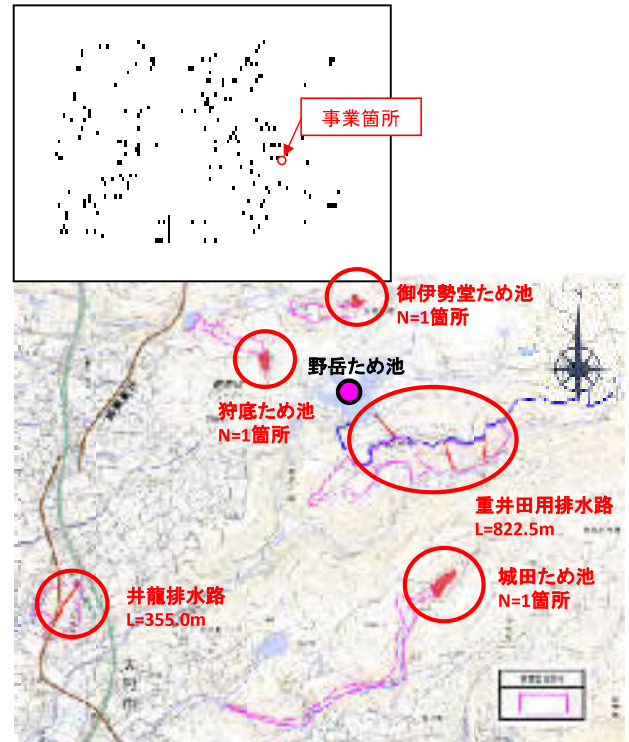 事業箇所
御伊勢堂ため池
N=1箇所
野岳ため池
狩底ため池
N=1箇所
重井田用排水路
L=822.5m
城田ため池
N=1箇所
井龍排水路
L=355.0m